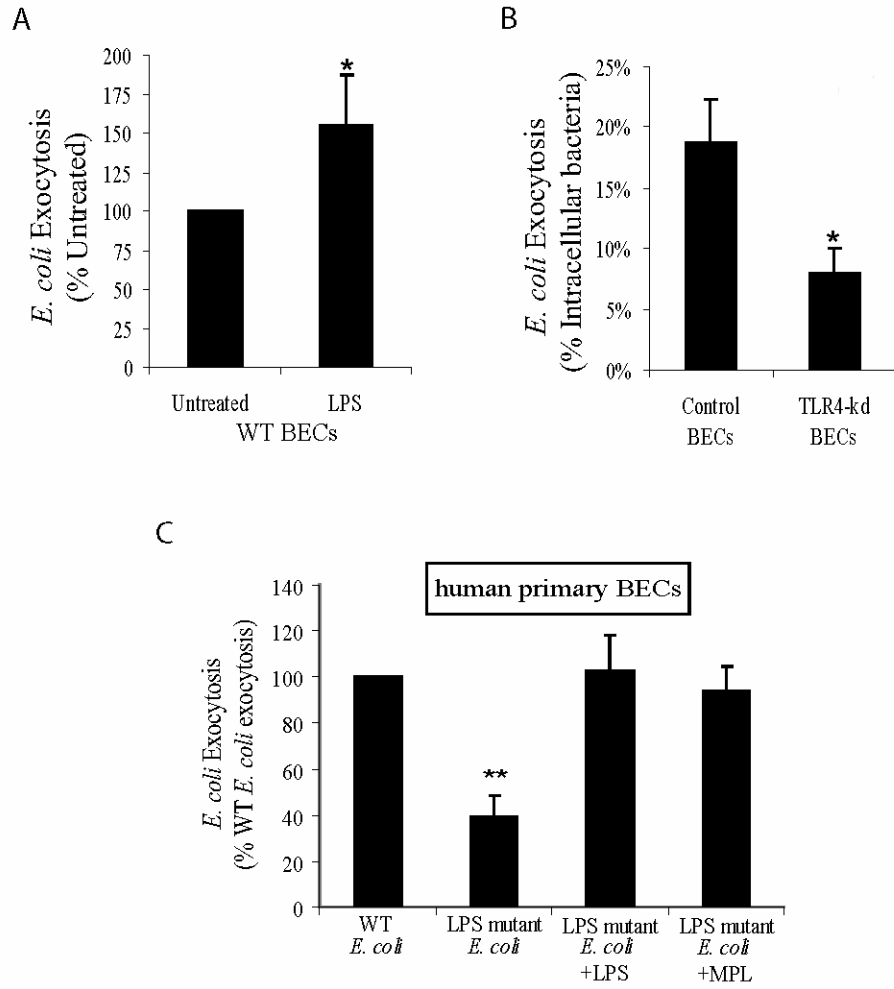 A
E. coli Exocytosis
(% Untreated)
200
175
150
125
100
75
50
25
0
*
Untreated
LPS
WT BECs
B
E. coli Exocytosis
(% Intracellular bacteria)
25%
20%
15%
10%
5%
0%
*
Control
BECs
TLR4-kd
BECs
C
human primary BECs
E. coli Exocytosis
(% WT E. coli exocytosis)
140
120
100
80
60
40
20
0
**
WT
E. coli
LPS mutant
E. coli
LPS mutant
E. coli
+LPS
LPS mutant
E. coli
+MPL